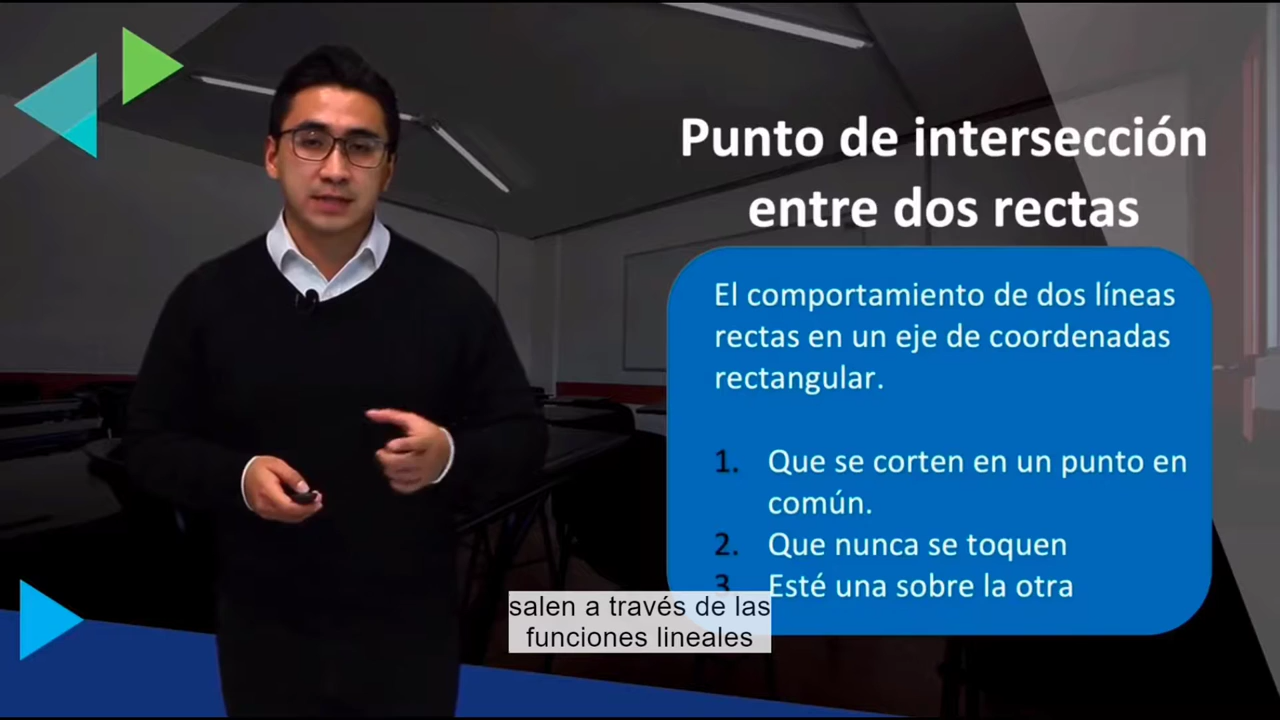 Punto de intersección
entre dos rectas
El comportamiento de dos líneas
rectas en un eje de coordenadas
rectangular.
1. Que se corten en un punto en
común.
2. Que nunca se toquen
3. Esté una sobre la otra
salen a través de las
funciones lineales